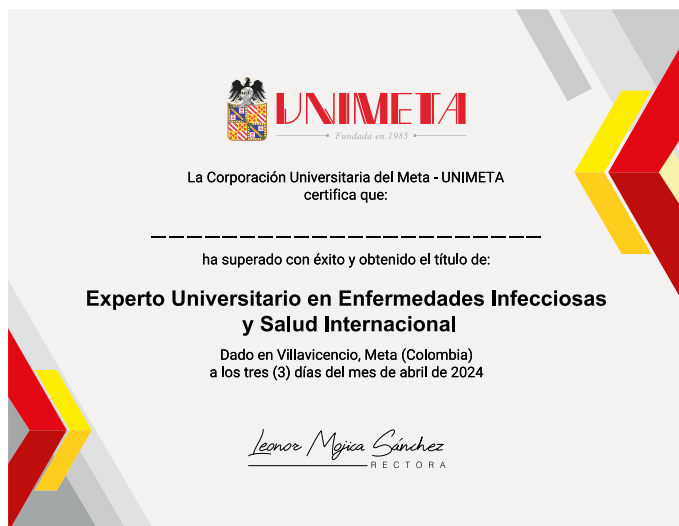 UNIMETA
Fundada en 1985
La Corporación Universitaria del Meta - UNIMETA
certifica que:
ha superado con éxito y obtenido el título de:
Experto Universitario en Enfermedades Infecciosas
y Salud Internacional
Dado en Villavicencio, Meta (Colombia)
a los tres (3) días del mes de abril de 2024
Leonor Mojica Sánchez
RECTORA